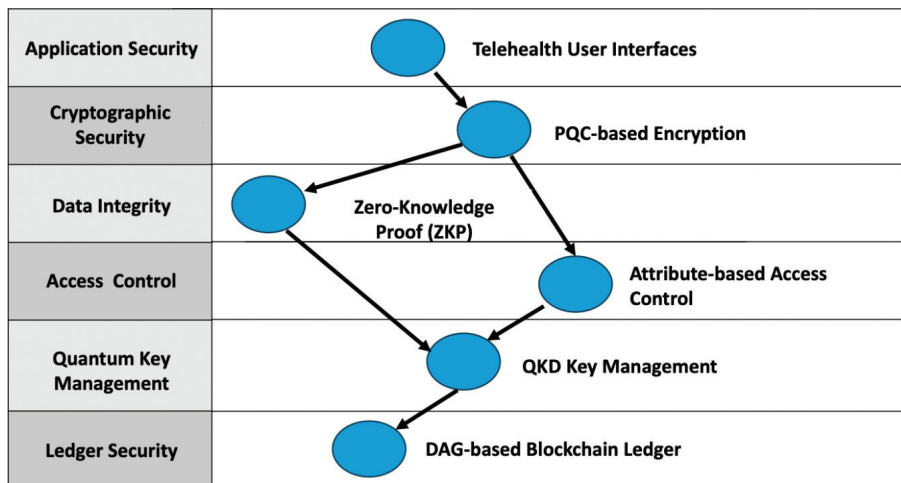 Application Security
Telehealth User Interfaces
Cryptographic
Security
PQC-based Encryption
Data Integrity
Zero-Knowledge
Proof (ZKP)
Access Control
Attribute-based Access
Control
Quantum Key
Management
QKD Key Management
Ledger Security
DAG-based Blockchain Ledger